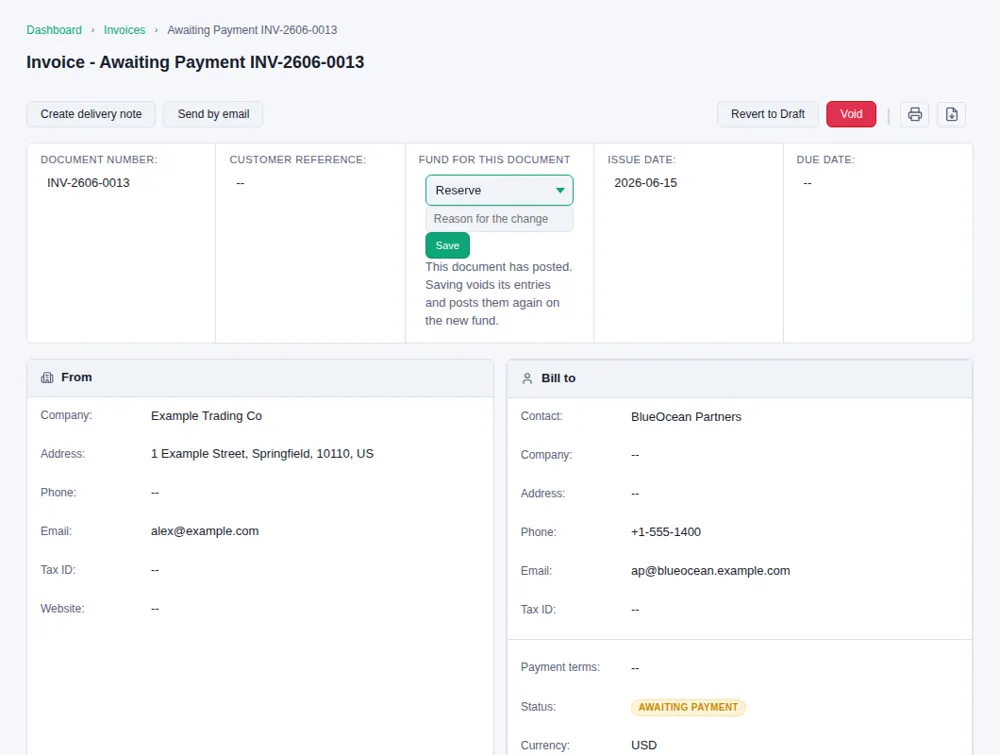 Dashboard › Invoices › Awaiting Payment INV-2606-0013
Invoice - Awaiting Payment INV-2606-0013
Create delivery note
Send by email
Revert to Draft
Void
DOCUMENT NUMBER:
INV-2606-0013
CUSTOMER REFERENCE:
--
FUND FOR THIS DOCUMENT
Reserve
Reason for the change
Save
This document has posted.
Saving voids its entries
and posts them again on
the new fund.
ISSUE DATE:
2026-06-15
DUE DATE:
--
From
Company: Example Trading Co
Address: 1 Example Street, Springfield, 10110, US
Phone: --
Email: alex@example.com
Tax ID: --
Website: --
Bill to
Contact: BlueOcean Partners
Company: --
Address: --
Phone: +1-555-1400
Email: ap@blueocean.example.com
Tax ID: --
Payment terms: --
Status: AWAITING PAYMENT
Currency: USD